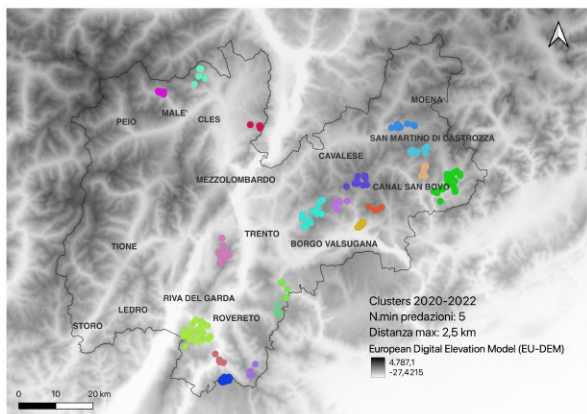 MOENA
PEIO
MALE'
CLES
SAN MARTINO DI CASTROZZA
CAVALESE
MEZZOLOMBARDO
CANAL SAN BOVO
TRENTO
TIONE
BORGO VALSUGANA
RIVA DEL GARDA
LEDRO
ROVERETO
STORO
Clusters 2020-2022
N.min predazioni: 5
Distanza max: 2,5 km
European Digital Elevation Model (EU-DEM)
4.787,1
-27,4215
0 10 20 km